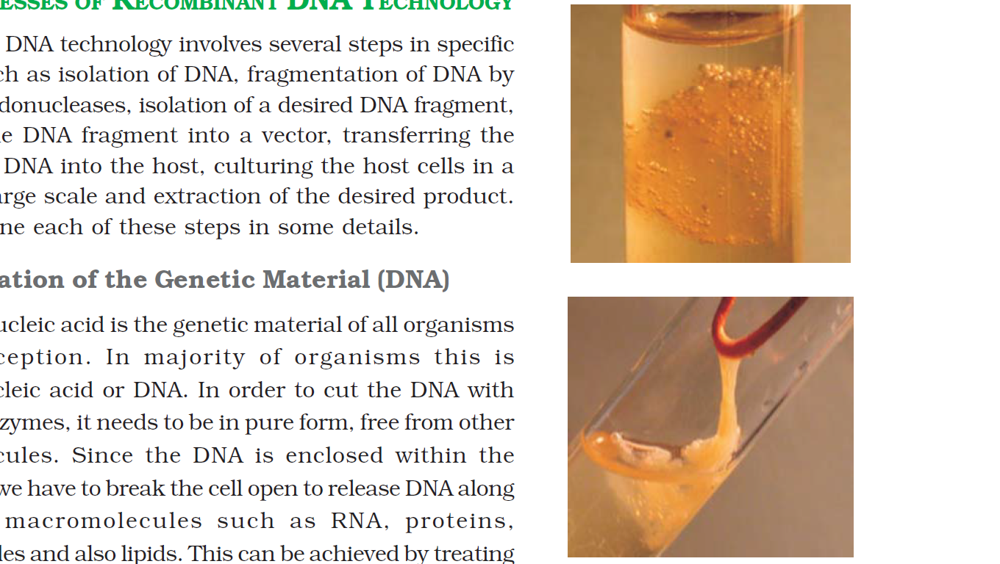 ESSES OF RECOMBINANT DNA TECHNOLOGY
DNA technology involves several steps in specific
ch as isolation of DNA, fragmentation of DNA by
donucleases, isolation of a desired DNA fragment,
e DNA fragment into a vector, transferring the
DNA into the host, culturing the host cells in a
arge scale and extraction of the desired product.
ne each of these steps in some details.
ation of the Genetic Material (DNA)
ucleic acid is the genetic material of all organisms
ception. In majority of organisms this is
cleic acid or DNA. In order to cut the DNA with
zymes, it needs to be in pure form, free from other
cules. Since the DNA is enclosed within the
we have to break the cell open to release DNA along
macromolecules such as RNA, proteins,
les and also lipids. This can be achieved by treating